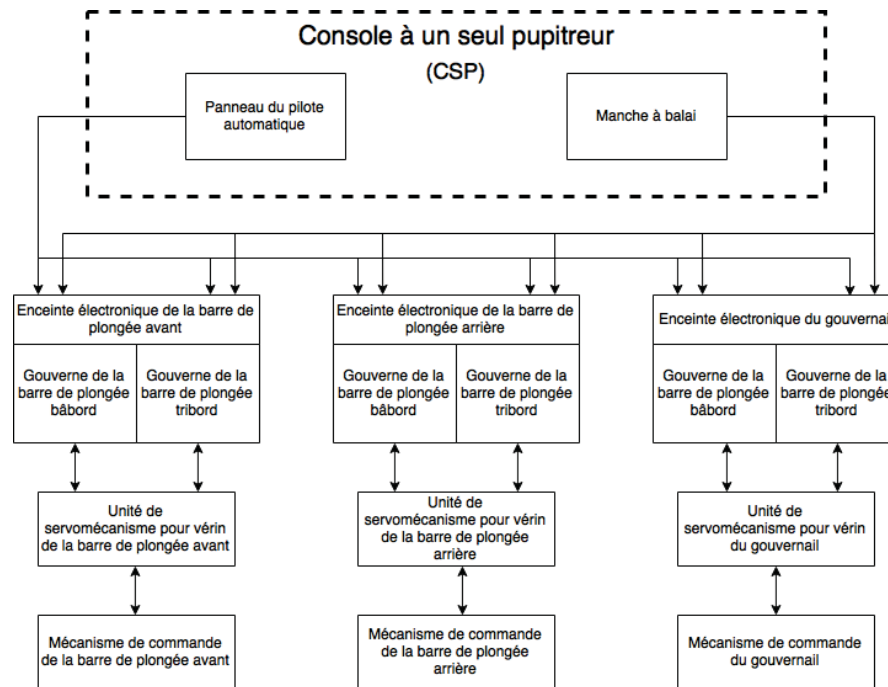 Console à un seul pupitreur
(CSP)
Panneau du pilote
automatique
Manche à balai
Enceinte électronique de la barre de
plongée avant
Enceinte électronique de la barre de
plongée arrière
Enceinte électronique du gouvernail
Gouverne de la
barre de plongée
bâbord
Gouverne de la
barre de plongée
tribord
Gouverne de la
barre de plongée
bâbord
Gouverne de la
barre de plongée
tribord
Gouverne de la
barre de plongée
bâbord
Gouverne de la
barre de plongée
tribord
Unité de
servomécanisme pour vérin
de la barre de plongée avant
Unité de
servomécanisme pour vérin
de la barre de plongée
arrière
Unité de
servomécanisme pour vérin
du gouvernail
Mécanisme de commande
de la barre de plongée avant
Mécanisme de commande
de la barre de plongée
arrière
Mécanisme de commande
du gouvernail